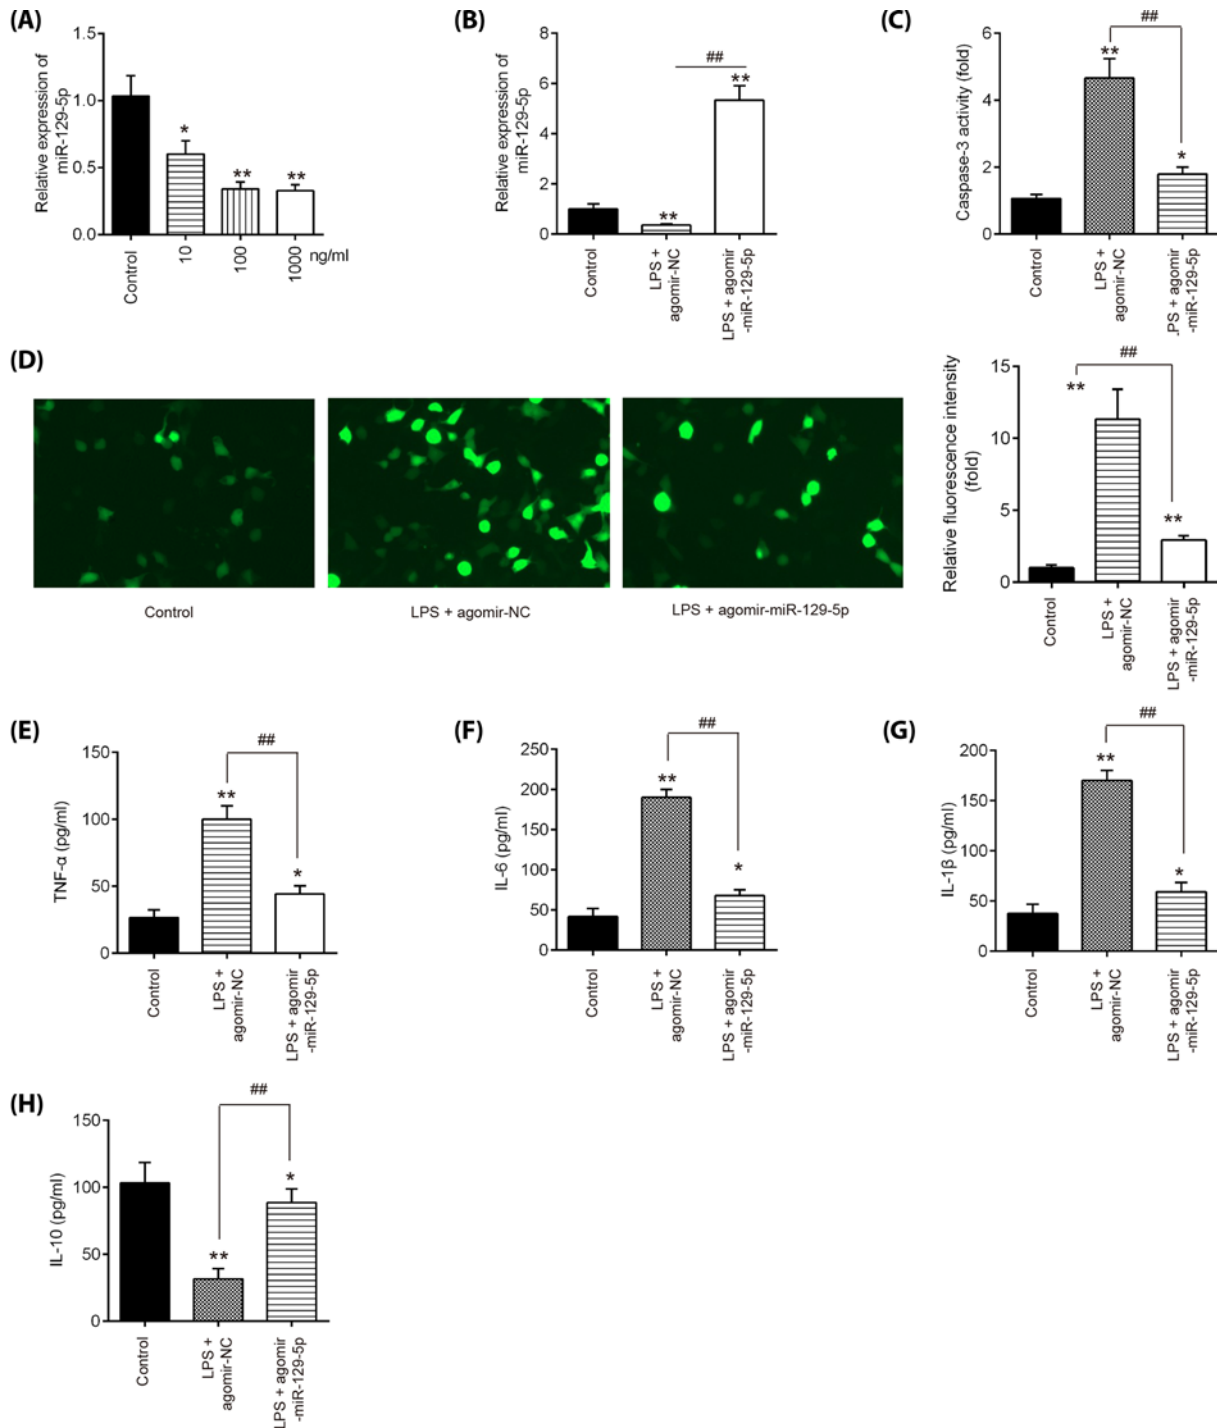 (A)
Relative expression of
miR-129-5p
1.5
1.0
0.5
0.0
*
**
**
Control
10
100
1000
ng/ml
(B)
Relative expression of
miR-129-5p
8
6
4
2
0
##
**
**
Control
LPS +
agomir-NC
LPS + agomir
-miR-129-5p
(C)
Caspase-3 activity (fold)
6
4
2
0
##
**
*
Control
LPS +
agomir-NC
.PS + agomir
-miR-129-5p
(D)
Control
LPS + agomir-NC
LPS + agomir-miR-129-5p
Relative fluorescence intensity
(fold)
15
10
5
0
##
**
**
Control
LPS +
agomir-NC
LPS + agomir
-miR-129-5p
(E)
TNF-α (pg/ml)
150
100
50
0
##
**
*
Control
LPS +
agomir-NC
LPS + agomir
-miR-129-5p
(F)
IL-6 (pg/ml)
250
200
150
100
50
0
##
**
*
Control
LPS +
agomir-NC
LPS + agomir
-miR-129-5p
(G)
IL-1β (pg/ml)
200
150
100
50
0
##
**
*
Control
LPS +
agomir-NC
LPS + agomir
-miR-129-5p
(H)
IL-10 (pg/ml)
150
100
50
0
##
**
*
Control
LPS +
agomir-NC
LPS + agomir
-miR-129-5p